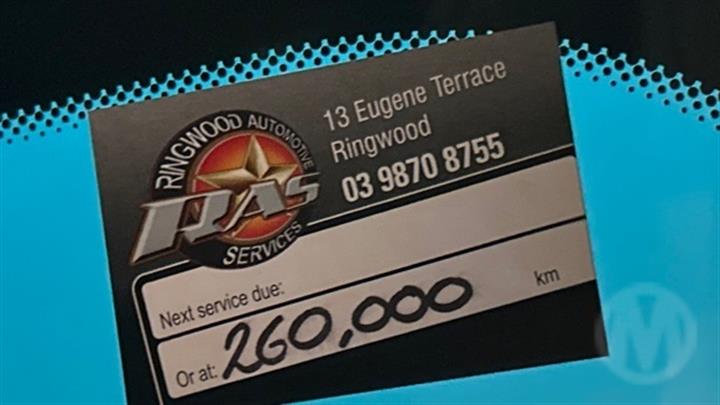 RINGWOOD AUTOMOTIVE
RAS
SERVICES
13 Eugene Terrace
Ringwood
03 9870 8755
Next service due:
Or at: 260,000 km
M